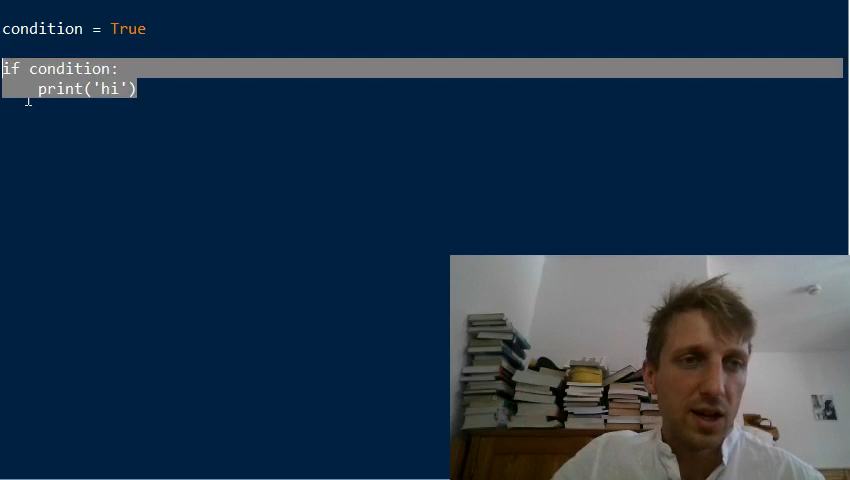 condition = True
if condition:
    print('hi')